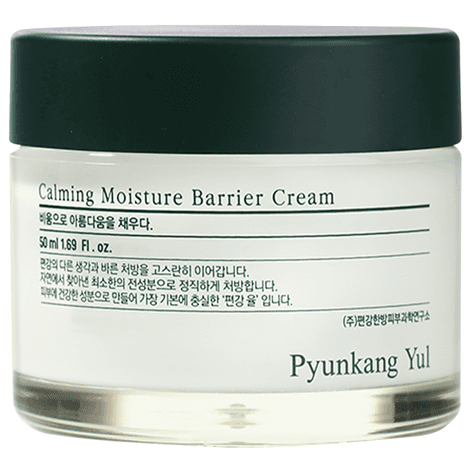 Calming Moisture Barrier Cream
비움으로 아름다움을 채우다.
50 ml 1.69 Fl. oz.
편강의 다른 생각과 바른 처방을 고스란히 이어갑니다.
자연에서 찾아낸 최소한의 전성분으로 정직하게 처방합니다.
피부에 건강한 성분으로 만들어 가장 기본에 충실한 '편강 율' 입니다.
(주)편강한방피부과학연구소
Pyunkang Yul